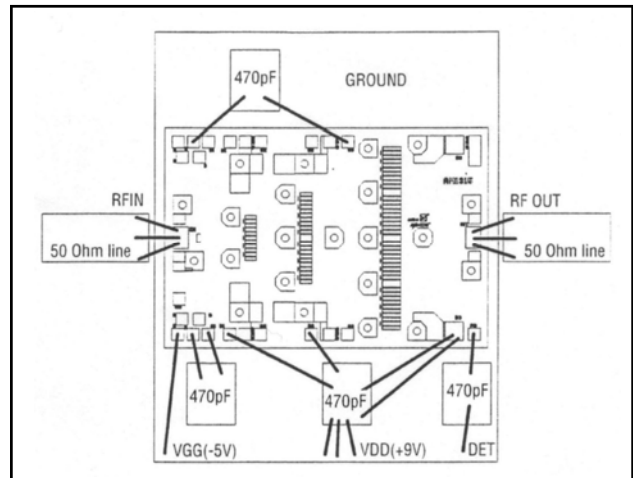 470pF
GROUND
RFIN
RF OUT
50 Ohm line
50 Ohm line
470pF
470pF
470pF
VGG(-5V)
VDD(+9V)
DET